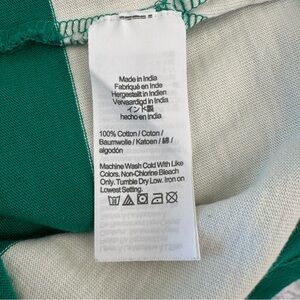 Made in India
Fabriqué en Inde
Hergestellt in Indien
Vervaardigd in India
インド製
hecho en india
100% Cotton / Coton /
Baumwolle / Katoen / 綿 /
algodón
Machine Wash Cold With Like
Colors. Non-Chlorine Bleach
Only. Tumble Dry Low. Iron on
Lowest Setting.